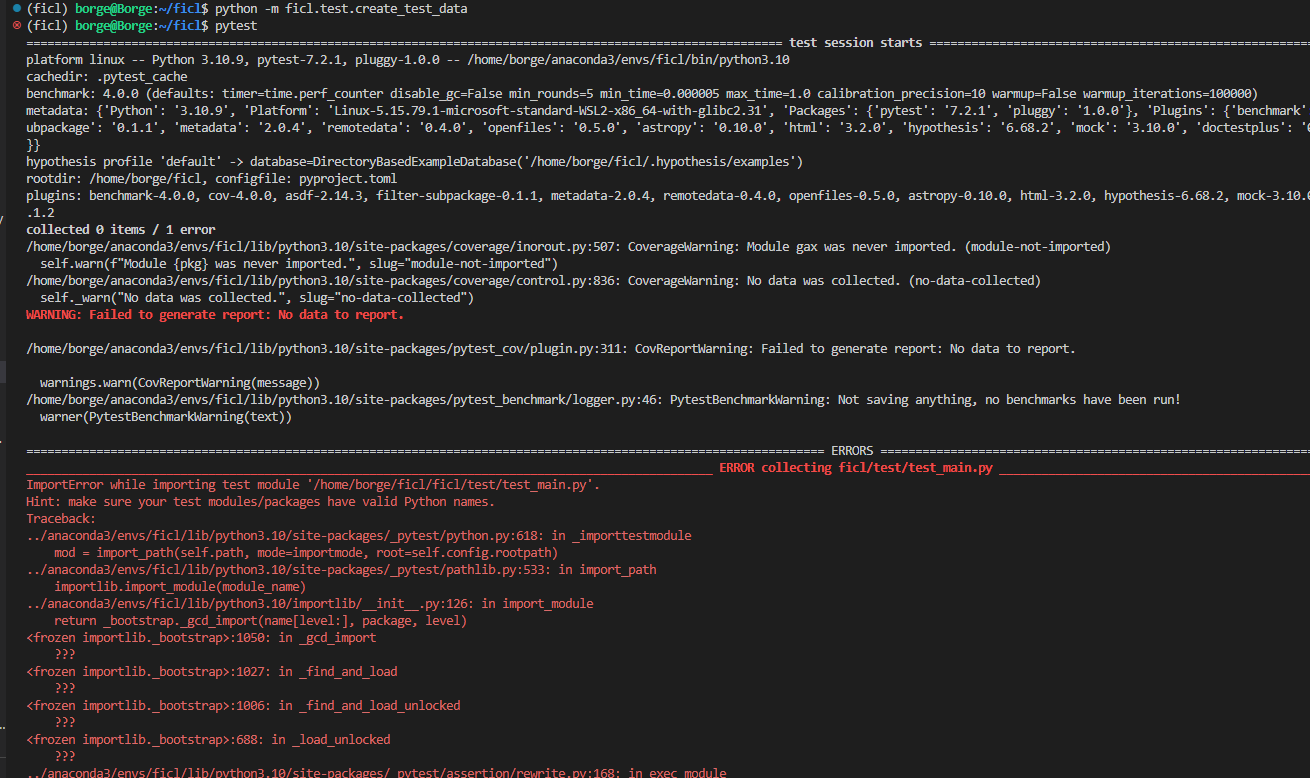 (ficl) borge@Borge:~/ficl$ python -m ficl.test.create_test_data
(ficl) borge@Borge:~/ficl$ pytest
=============== test session starts ===============
platform linux -- Python 3.10.9, pytest-7.2.1, pluggy-1.0.0 -- /home/borge/anaconda3/envs/ficl/bin/python3.10
cachedir: .pytest_cache
benchmark: 4.0.0 (defaults: timer=time.perf_counter disable_gc=False min_rounds=5 min_time=0.000005 max_time=1.0 calibration_precision=10 warmup=False warmup_iterations=100000)
metadata: {'Python': '3.10.9', 'Platform': 'Linux-5.15.79.1-microsoft-standard-WSL2-x86_64-with-glibc2.31', 'Packages': {'pytest': '7.2.1', 'pluggy': '1.0.0'}, 'Plugins': {'benchmark'
ubpackage': '0.1.1', 'metadata': '2.0.4', 'remotedata': '0.4.0', 'openfiles': '0.5.0', 'astropy': '0.10.0', 'html': '3.2.0', 'hypothesis': '6.68.2', 'mock': '3.10.0', 'doctestplus':
}}
hypothesis profile 'default' -> database=DirectoryBasedExampleDatabase('/home/borge/ficl/.hypothesis/examples')
rootdir: /home/borge/ficl, configfile: pyproject.toml
plugins: benchmark-4.0.0, cov-4.0.0, asdf-2.14.3, filter-subpackage-0.1.1, metadata-2.0.4, remotedata-0.4.0, openfiles-0.5.0, astropy-0.10.0, html-3.2.0, hypothesis-6.68.2, mock-3.10.0
.1.2
collected 0 items / 1 error
/home/borge/anaconda3/envs/ficl/lib/python3.10/site-packages/coverage/inorout.py:507: CoverageWarning: Module gax was never imported. (module-not-imported)
  self.warn(f"Module {pkg} was never imported.", slug="module-not-imported")
/home/borge/anaconda3/envs/ficl/lib/python3.10/site-packages/coverage/control.py:836: CoverageWarning: No data was collected. (no-data-collected)
  self._warn("No data was collected.", slug="no-data-collected")
WARNING: Failed to generate report: No data to report.
/home/borge/anaconda3/envs/ficl/lib/python3.10/site-packages/pytest_cov/plugin.py:311: CovReportWarning: Failed to generate report: No data to report.
  warnings.warn(CovReportWarning(message))
/home/borge/anaconda3/envs/ficl/lib/python3.10/site-packages/pytest_benchmark/logger.py:46: PytestBenchmarkWarning: Not saving anything, no benchmarks have been run!
  warner(PytestBenchmarkWarning(text))
=============== ERRORS ===============
_______________ ERROR collecting ficl/test/test_main.py _______________
ImportError while importing test module '/home/borge/ficl/ficl/test/test_main.py'.
Hint: make sure your test modules/packages have valid Python names.
Traceback:
../anaconda3/envs/ficl/lib/python3.10/site-packages/_pytest/python.py:618: in _importtestmodule
    mod = import_path(self.path, mode=importmode, root=self.config.rootpath)
../anaconda3/envs/ficl/lib/python3.10/site-packages/_pytest/pathlib.py:533: in import_path
    importlib.import_module(module_name)
../anaconda3/envs/ficl/lib/python3.10/importlib/__init__.py:126: in import_module
    return _bootstrap._gcd_import(name[level:], package, level)
<frozen importlib._bootstrap>:1050: in _gcd_import
    ???
<frozen importlib._bootstrap>:1027: in _find_and_load
    ???
<frozen importlib._bootstrap>:1006: in _find_and_load_unlocked
    ???
<frozen importlib._bootstrap>:688: in _load_unlocked
    ???
../anaconda3/envs/ficl/lib/python3.10/site-packages/_pytest/assertion/rewrite.py:168: in exec_module